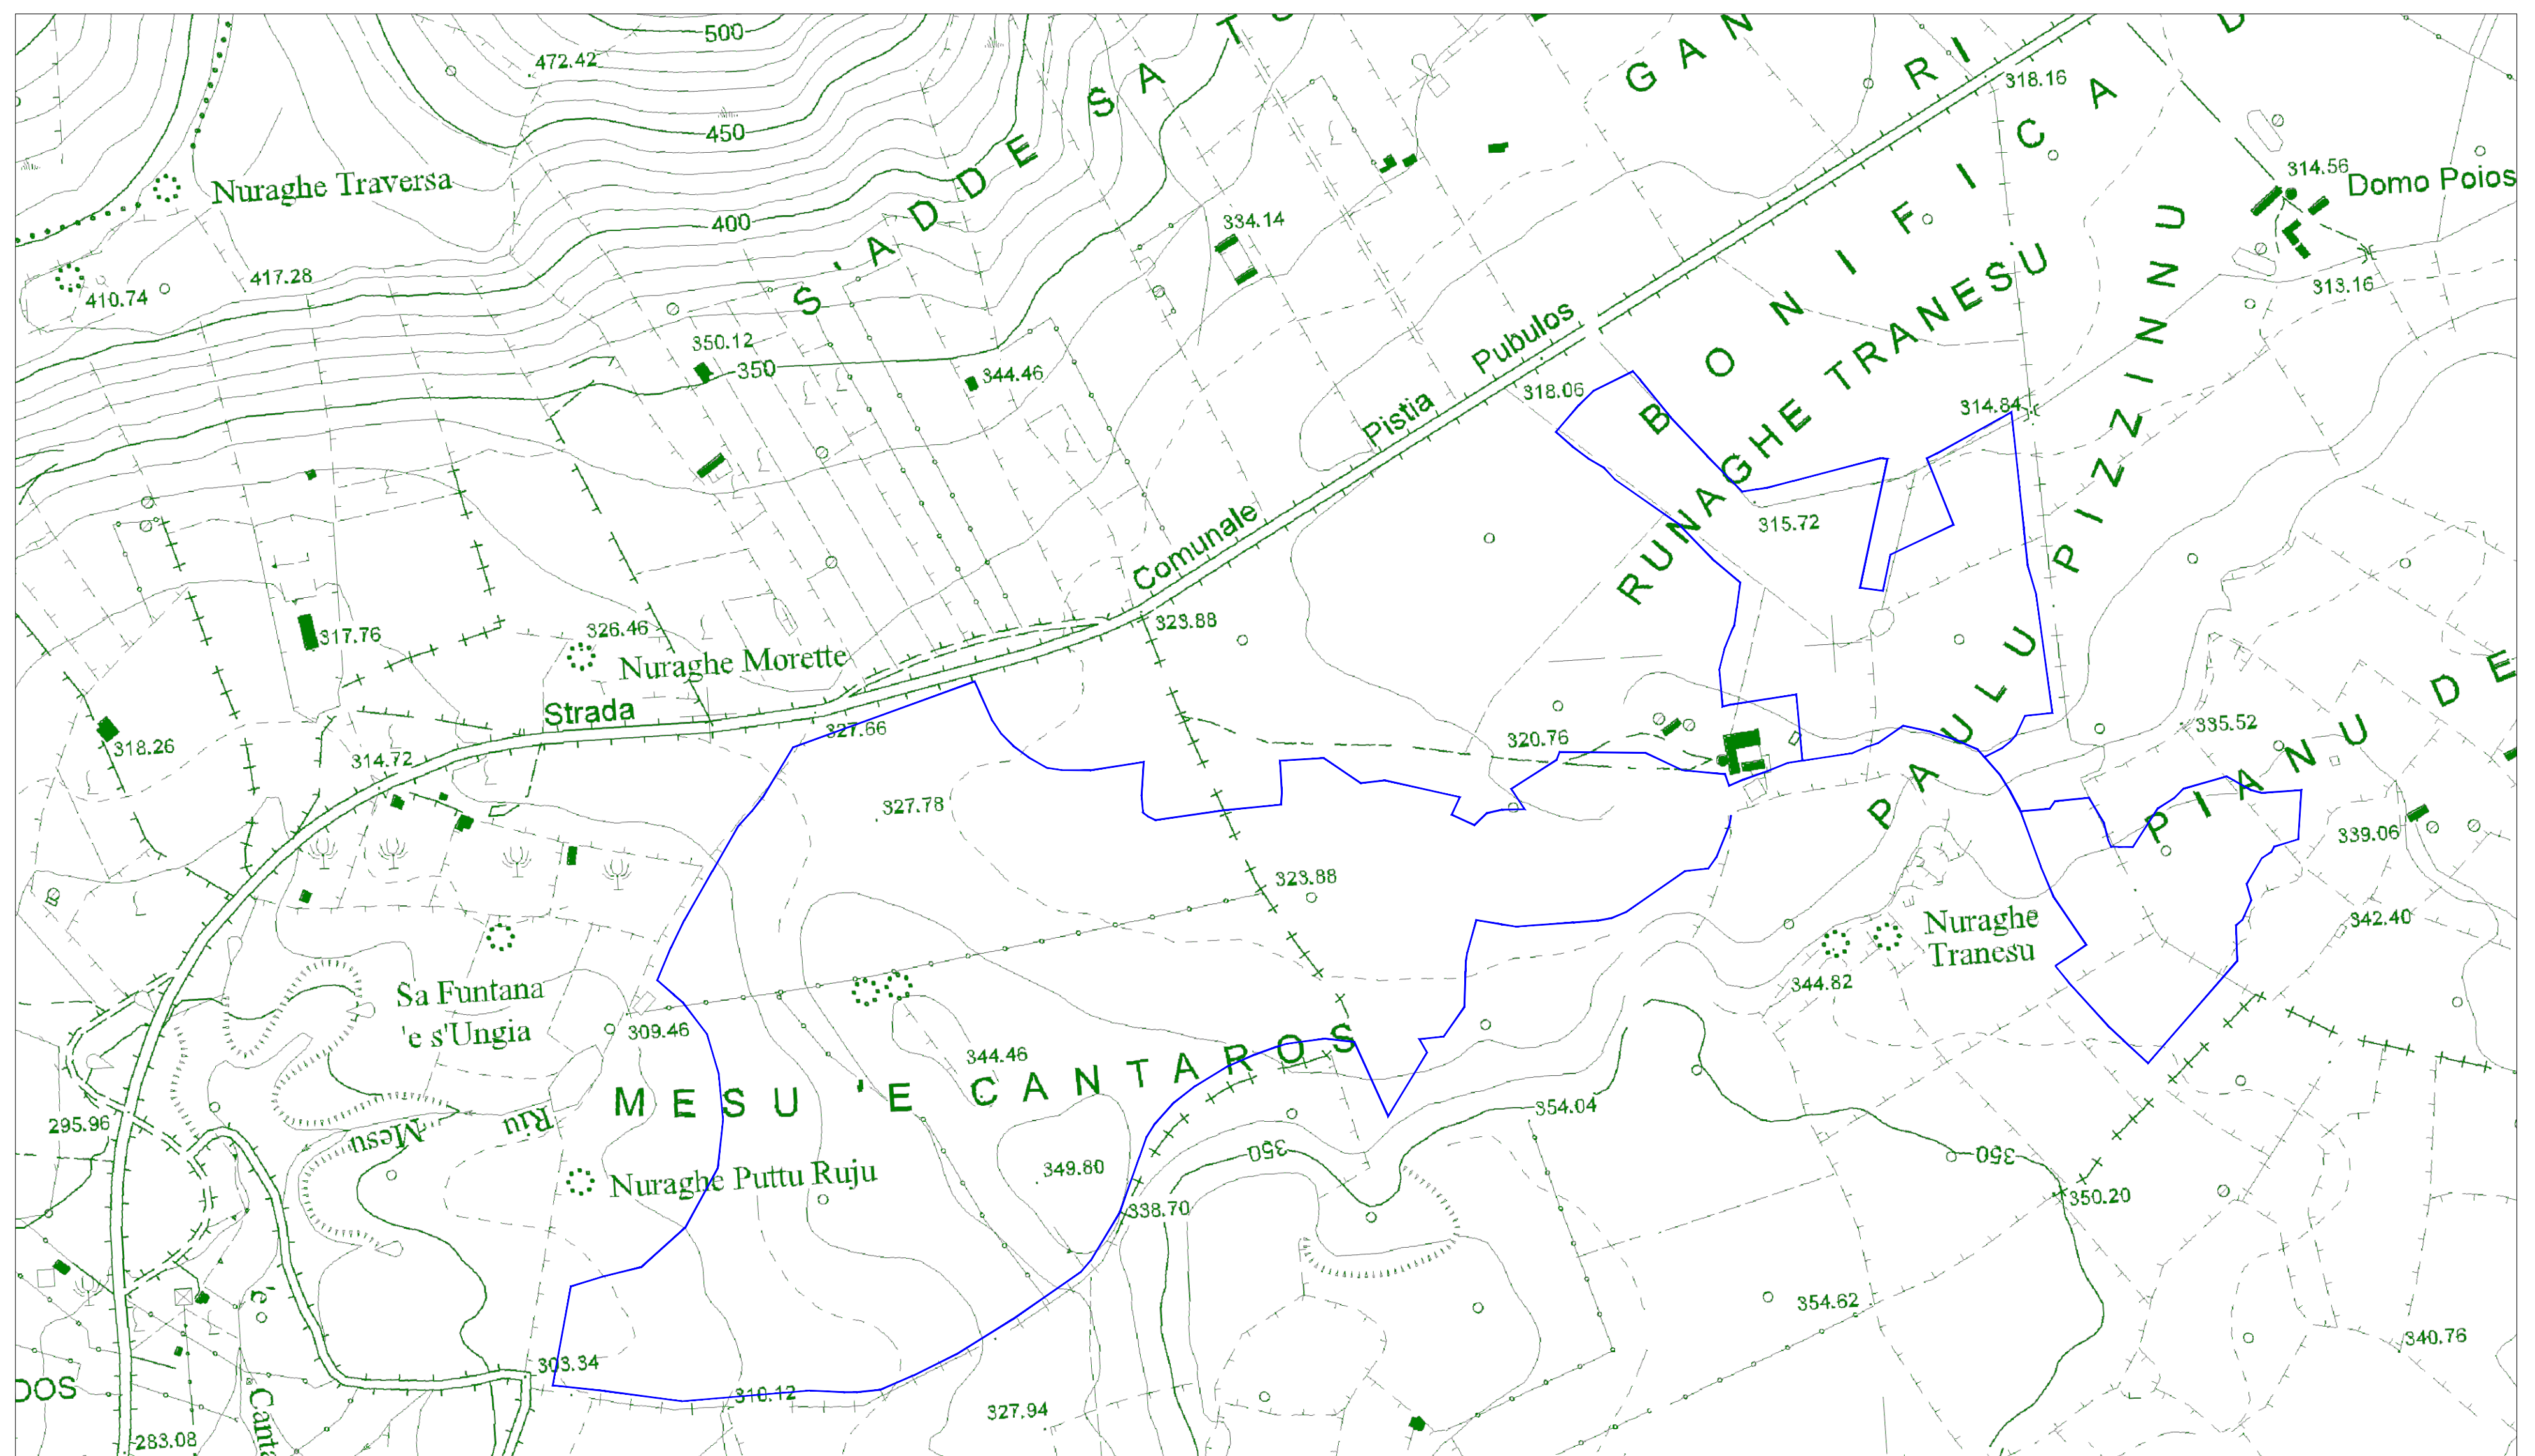 500
472.42
450
Nuraghe Traversa
400
417.28
410.74
S 'ADDE SA
334.14
350.12
350
344.46
GAN
RI
318.16
D
BONIFICA
314.56
Domo Poios
313.16
RUNAGHE TRANESU
PAULU PIZZINNU
318.06
314.84
315.72
Strada Comunale Pistia Pubulos
317.76
326.46
Nuraghe Morette
323.88
318.26
314.72
327.66
327.78
320.76
335.52
PIANU DE
339.06
342.40
323.88
Nuraghe
Tranesu
344.82
Sa Funtana
'e s'Ungia
309.46
344.46
MESU 'E CANTAROS
Riu Mesu
295.96
354.04
350
350
Nuraghe Puttu Ruju
349.80
338.70
350.20
354.62
340.76
303.34
310.12
327.94
OOS
'e
Canta
283.08